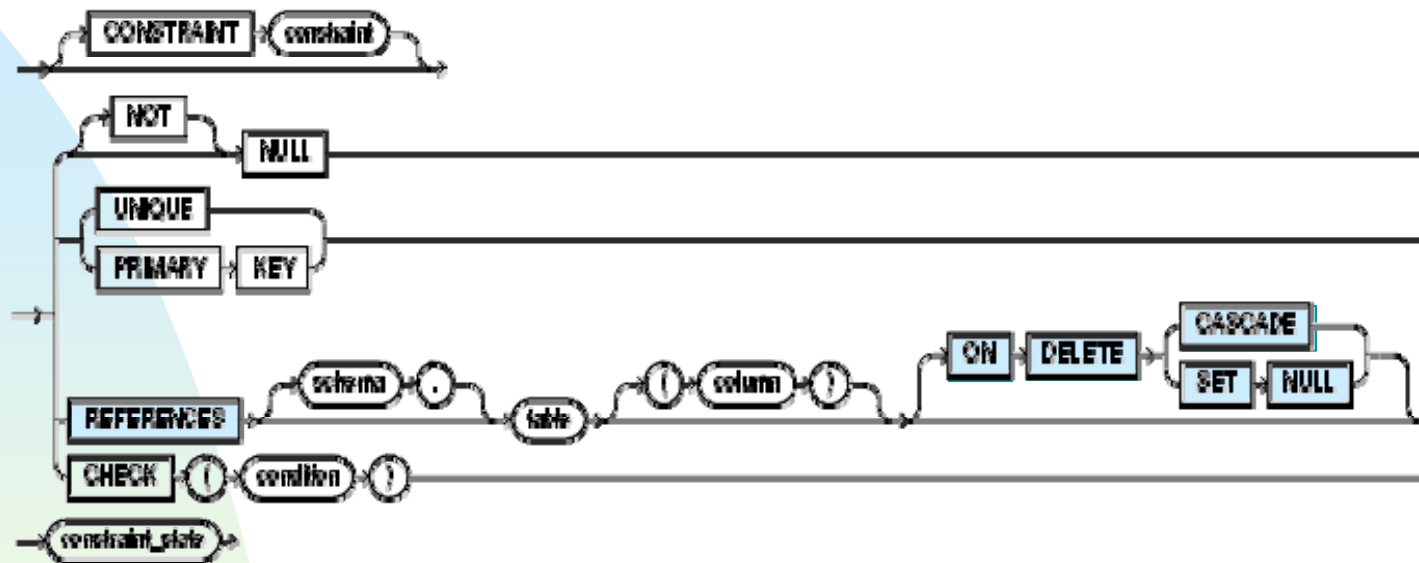 CONSTRAINT constraint
NOT
NULL
UNIQUE
PRIMARY KEY
CASCADE
ON DELETE
SET NULL
schema .
( column )
REFERENCES
table
CHECK ( condition )
constraint_state